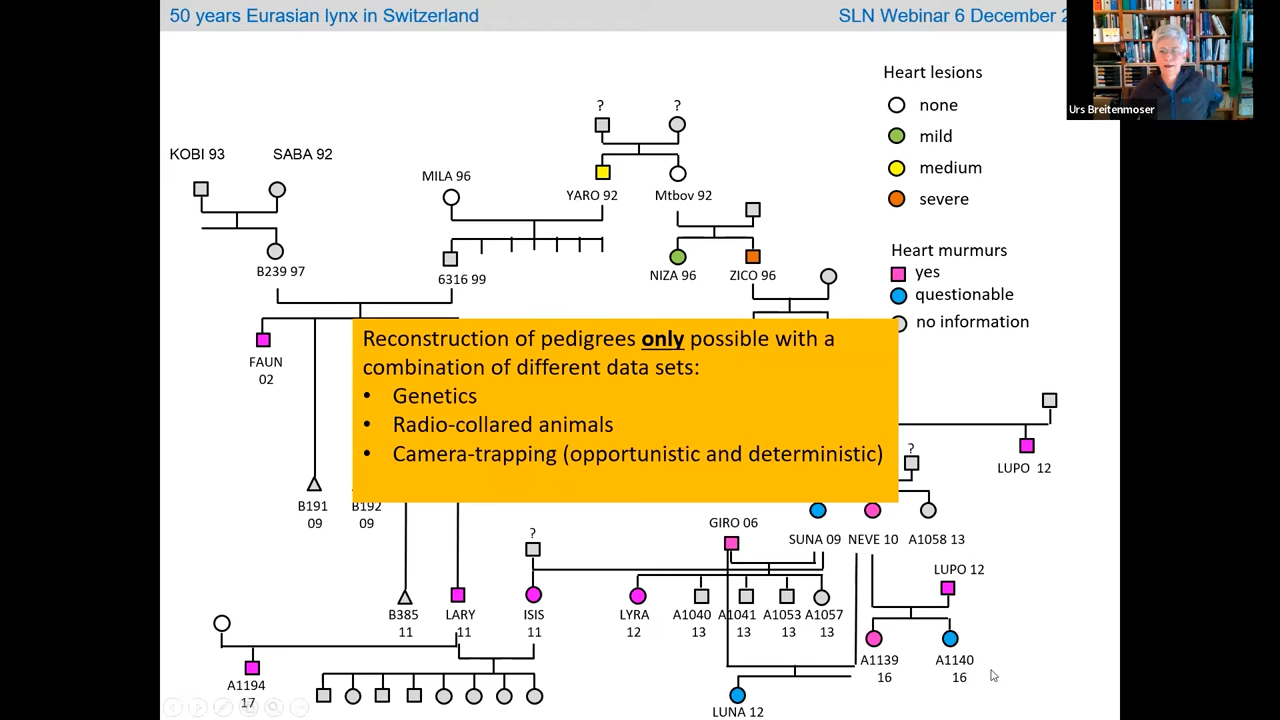 50 years Eurasian lynx in Switzerland
SLN Webinar 6 December 2
Urs Breitenmoser
Heart lesions
none
mild
medium
severe
Heart murmurs
yes
questionable
no information
? ?
KOBI 93 SABA 92
MILA 96 YARO 92 Mtbov 92
B239 97 6316 99 NIZA 96 ZICO 96
FAUN
02
Reconstruction of pedigrees only possible with a
combination of different data sets:
• Genetics
• Radio-collared animals
• Camera-trapping (opportunistic and deterministic)
?
LUPO 12
B191 B192
09 09
GIRO 06
SUNA 09 NEVE 10 A1058 13
?
LUPO 12
B385 LARY ISIS LYRA A1040 A1041 A1053 A1057
11 11 11 12 13 13 13 13
A1139 A1140
16 16
A1194
17
LUNA 12